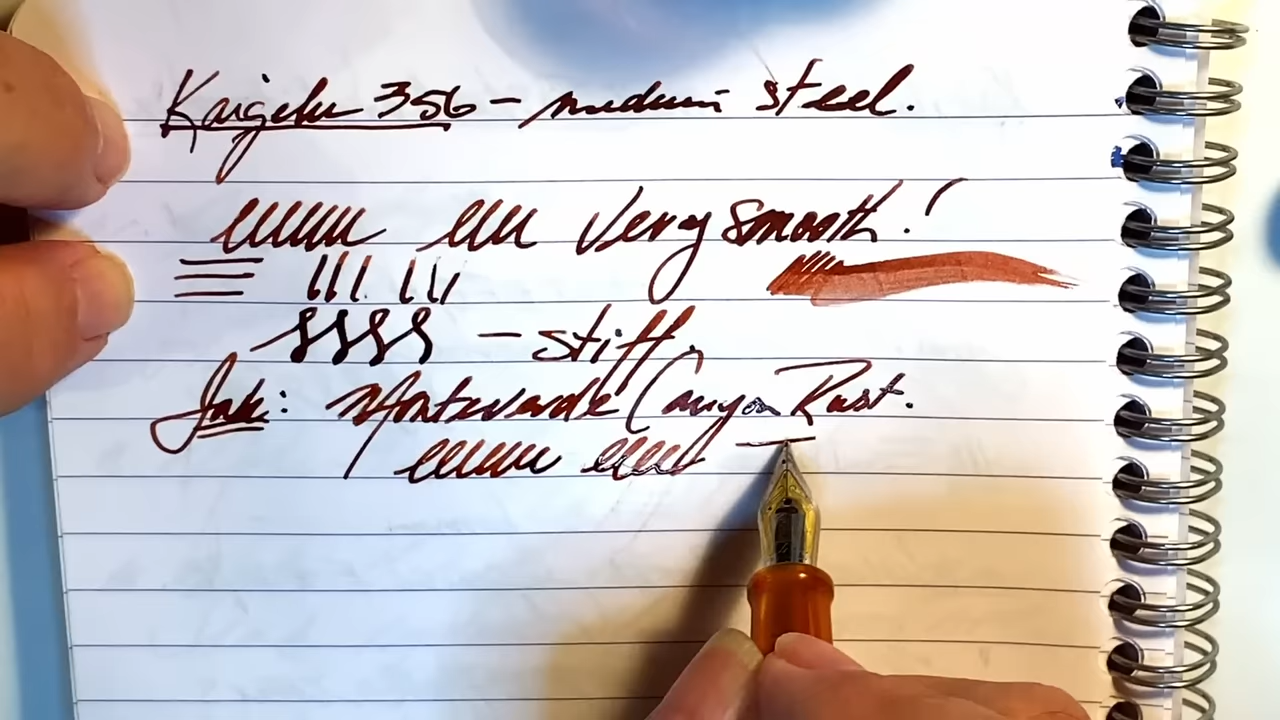 Kaigelu 356 - medium steel.
Very smooth!
- stiff.
Ink: Monteverde Canyon Rust.